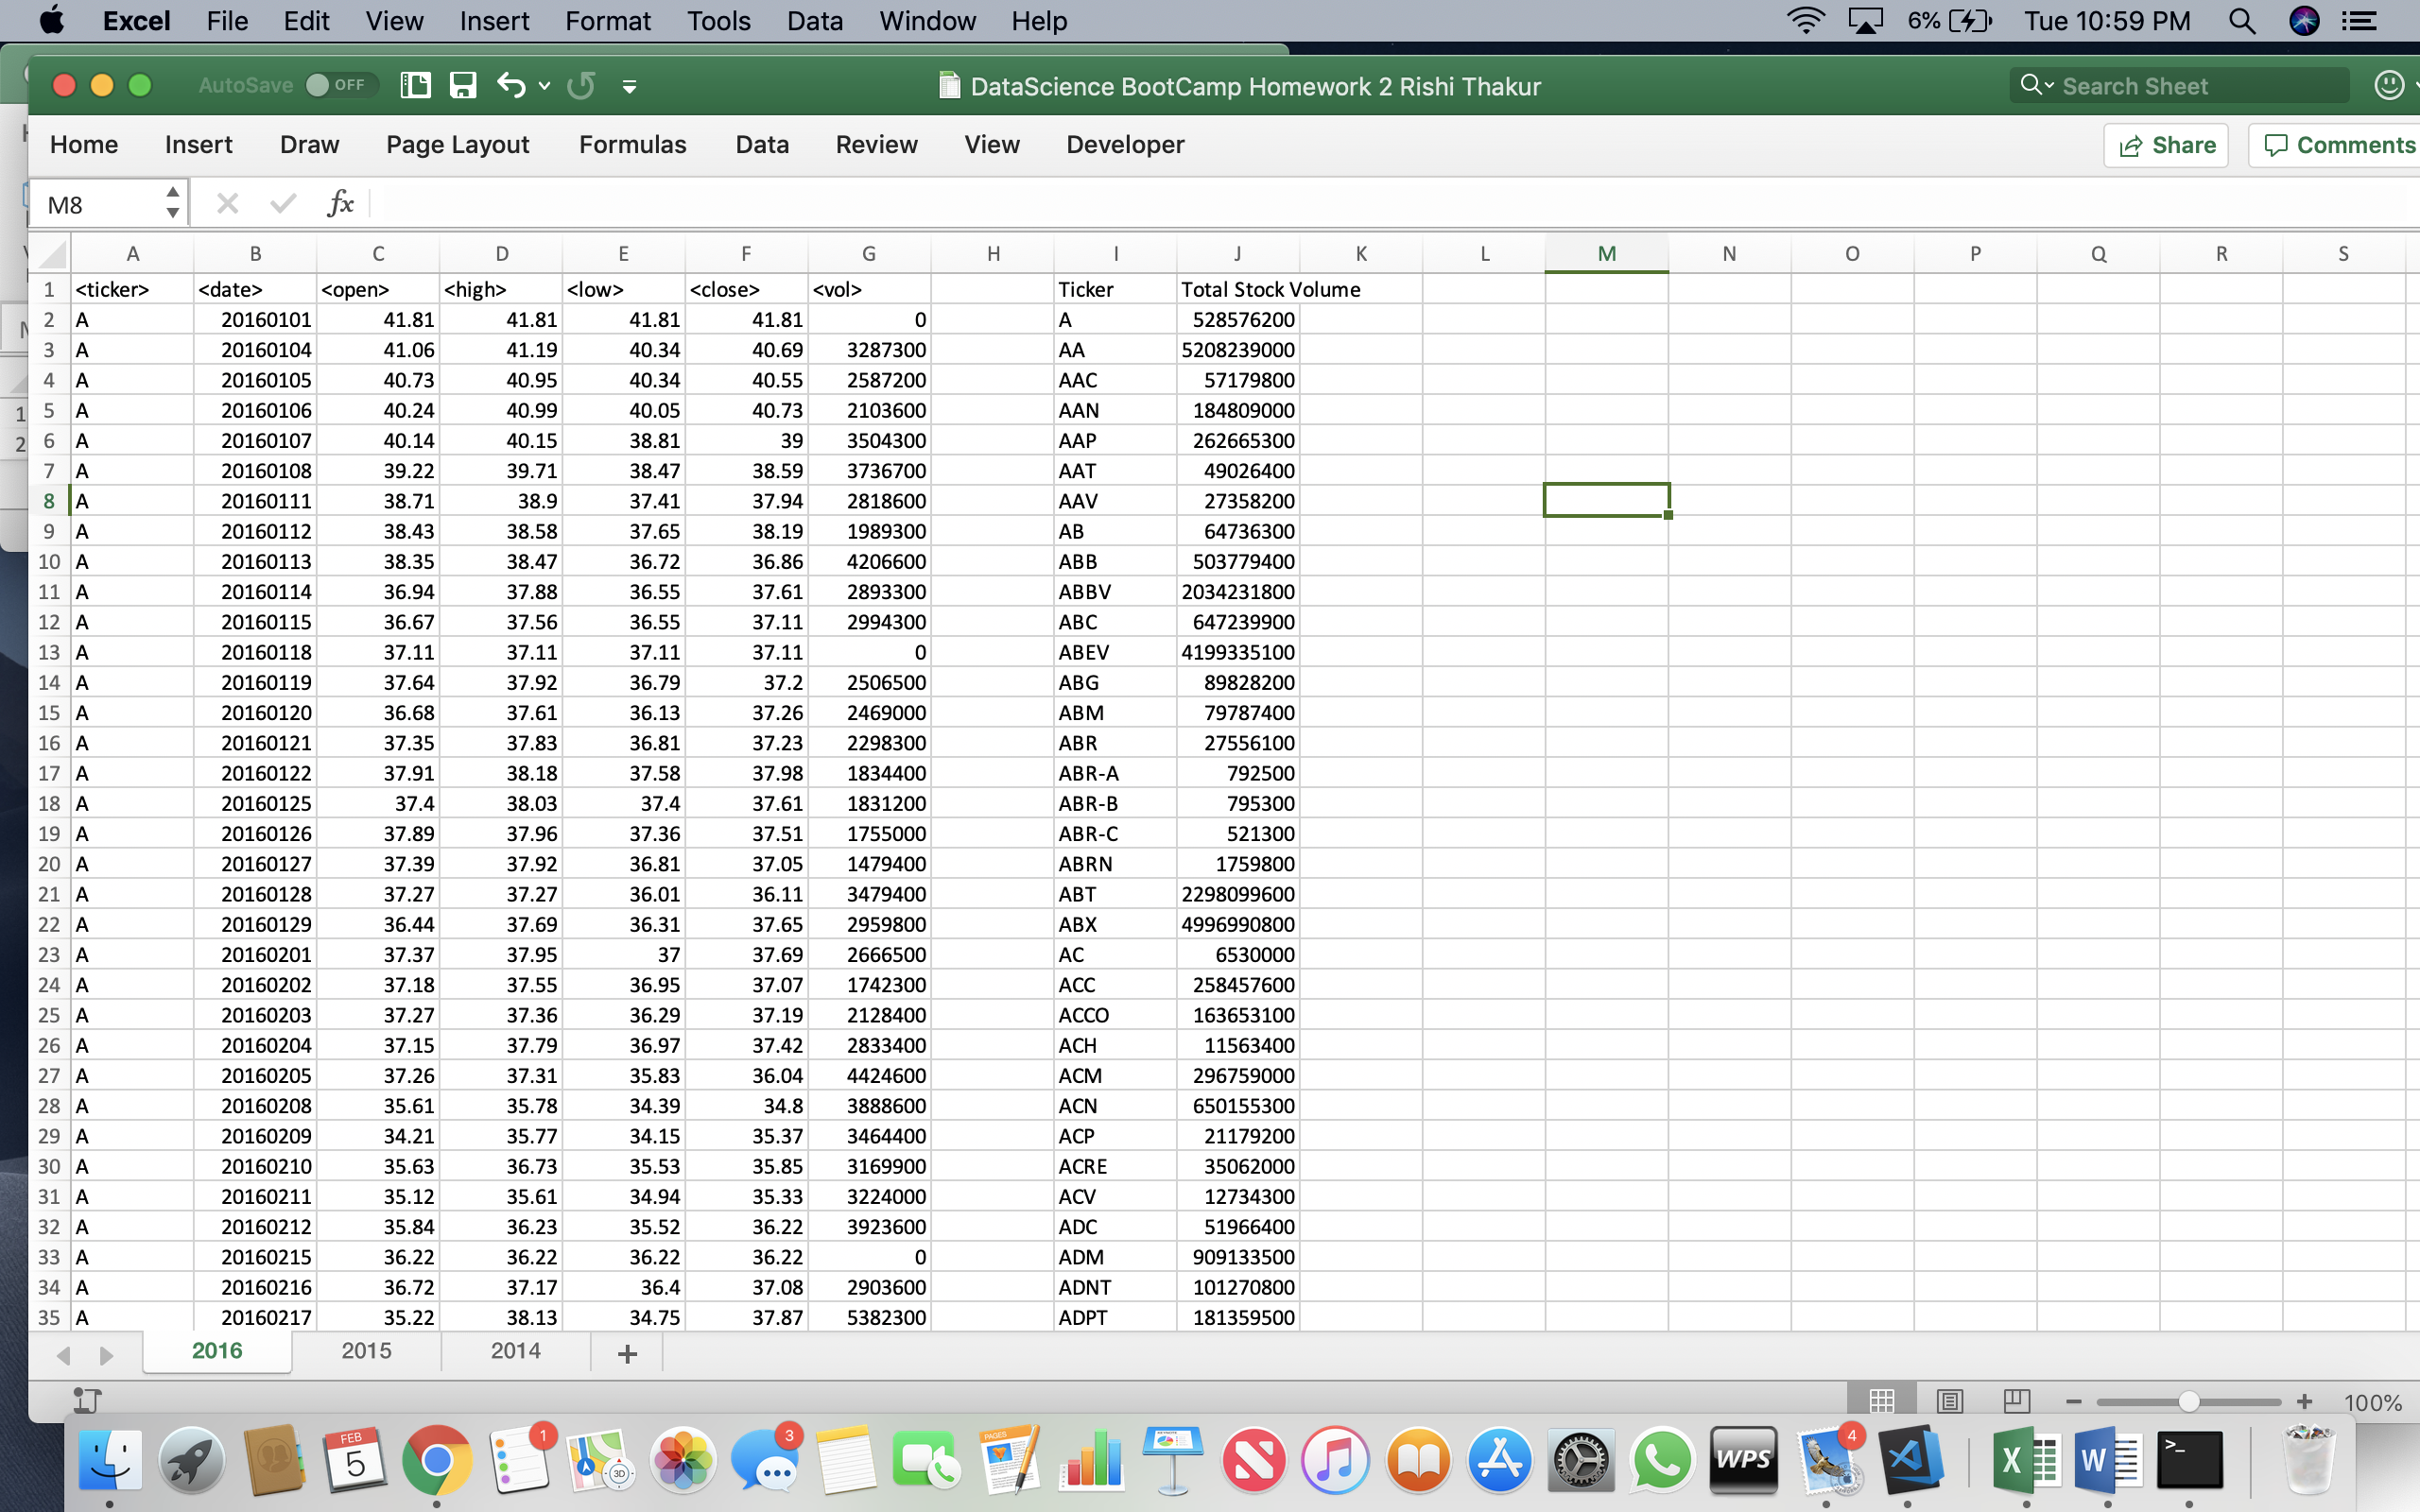 Excel File Edit View Insert Format Tools Data Window Help 6% Tue 10:59 PM
AutoSave OFF DataScience BootCamp Homework 2 Rishi Thakur Search Sheet
Home Insert Draw Page Layout Formulas Data Review View Developer Share Comments
M8 fx
A B C D E F G H I J K L M N O P Q R S
1 <ticker> <date> <open> <high> <low> <close> <vol> Ticker Total Stock Volume
2 A 20160101 41.81 41.81 41.81 41.81 0 A 528576200
3 A 20160104 41.06 41.19 40.34 40.69 3287300 AA 5208239000
4 A 20160105 40.73 40.95 40.34 40.55 2587200 AAC 57179800
5 A 20160106 40.24 40.99 40.05 40.73 2103600 AAN 184809000
6 A 20160107 40.14 40.15 38.81 39 3504300 AAP 262665300
7 A 20160108 39.22 39.71 38.47 38.59 3736700 AAT 49026400
8 A 20160111 38.71 38.9 37.41 37.94 2818600 AAV 27358200
9 A 20160112 38.43 38.58 37.65 38.19 1989300 AB 64736300
10 A 20160113 38.35 38.47 36.72 36.86 4206600 ABB 503779400
11 A 20160114 36.94 37.88 36.55 37.61 2893300 ABBV 2034231800
12 A 20160115 36.67 37.56 36.55 37.11 2994300 ABC 647239900
13 A 20160118 37.11 37.11 37.11 37.11 0 ABEV 4199335100
14 A 20160119 37.64 37.92 36.79 37.2 2506500 ABG 89828200
15 A 20160120 36.68 37.61 36.13 37.26 2469000 ABM 79787400
16 A 20160121 37.35 37.83 36.81 37.23 2298300 ABR 27556100
17 A 20160122 37.91 38.18 37.58 37.98 1834400 ABR-A 792500
18 A 20160125 37.4 38.03 37.4 37.61 1831200 ABR-B 795300
19 A 20160126 37.89 37.96 37.36 37.51 1755000 ABR-C 521300
20 A 20160127 37.39 37.92 36.81 37.05 1479400 ABRN 1759800
21 A 20160128 37.27 37.27 36.01 36.11 3479400 ABT 2298099600
22 A 20160129 36.44 37.69 36.31 37.65 2959800 ABX 4996990800
23 A 20160201 37.37 37.95 37 37.69 2666500 AC 6530000
24 A 20160202 37.18 37.55 36.95 37.07 1742300 ACC 258457600
25 A 20160203 37.27 37.36 36.29 37.19 2128400 ACCO 163653100
26 A 20160204 37.15 37.79 36.97 37.42 2833400 ACH 11563400
27 A 20160205 37.26 37.31 35.83 36.04 4424600 ACM 296759000
28 A 20160208 35.61 35.78 34.39 34.8 3888600 ACN 650155300
29 A 20160209 34.21 35.77 34.15 35.37 3464400 ACP 21179200
30 A 20160210 35.63 36.73 35.53 35.85 3169900 ACRE 35062000
31 A 20160211 35.12 35.61 34.94 35.33 3224000 ACV 12734300
32 A 20160212 35.84 36.23 35.52 36.22 3923600 ADC 51966400
33 A 20160215 36.22 36.22 36.22 36.22 0 ADM 909133500
34 A 20160216 36.72 37.17 36.4 37.08 2903600 ADNT 101270800
35 A 20160217 35.22 38.13 34.75 37.87 5382300 ADPT 181359500
2016 2015 2014 +
100%
FEB 5 1 3D 3 PAGES WPS 4 X W >_